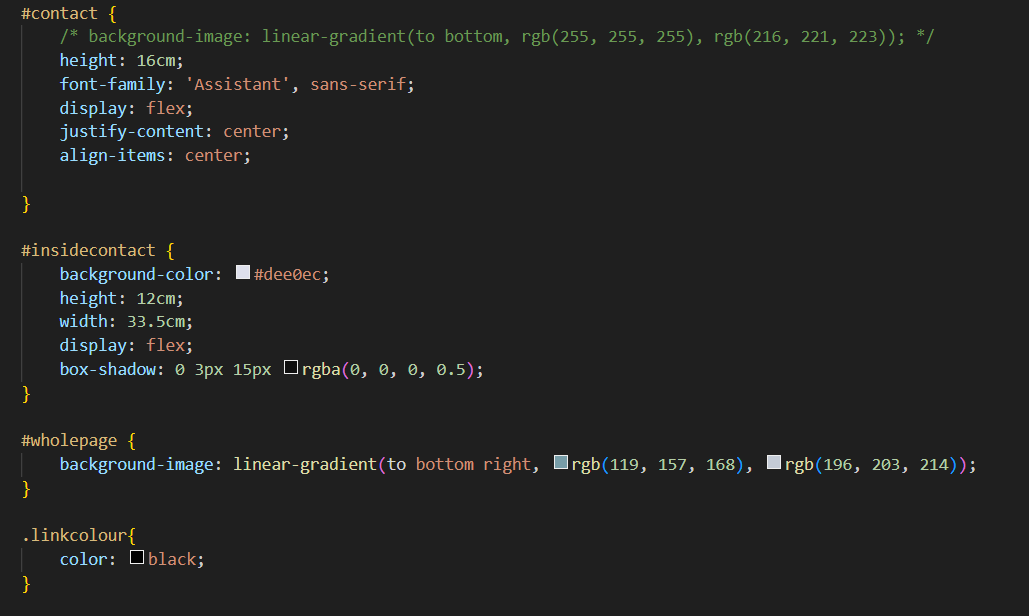 #contact {
/* background-image: linear-gradient(to bottom, rgb(255, 255, 255), rgb(216, 221, 223)); */
height: 16cm;
font-family: 'Assistant', sans-serif;
display: flex;
justify-content: center;
align-items: center;
}
#insidecontact {
background-color: #dee0ec;
height: 12cm;
width: 33.5cm;
display: flex;
box-shadow: 0 3px 15px rgba(0, 0, 0, 0.5);
}
#wholepage {
background-image: linear-gradient(to bottom right, rgb(119, 157, 168), rgb(196, 203, 214));
}
.linkcolour{
color: black;
}